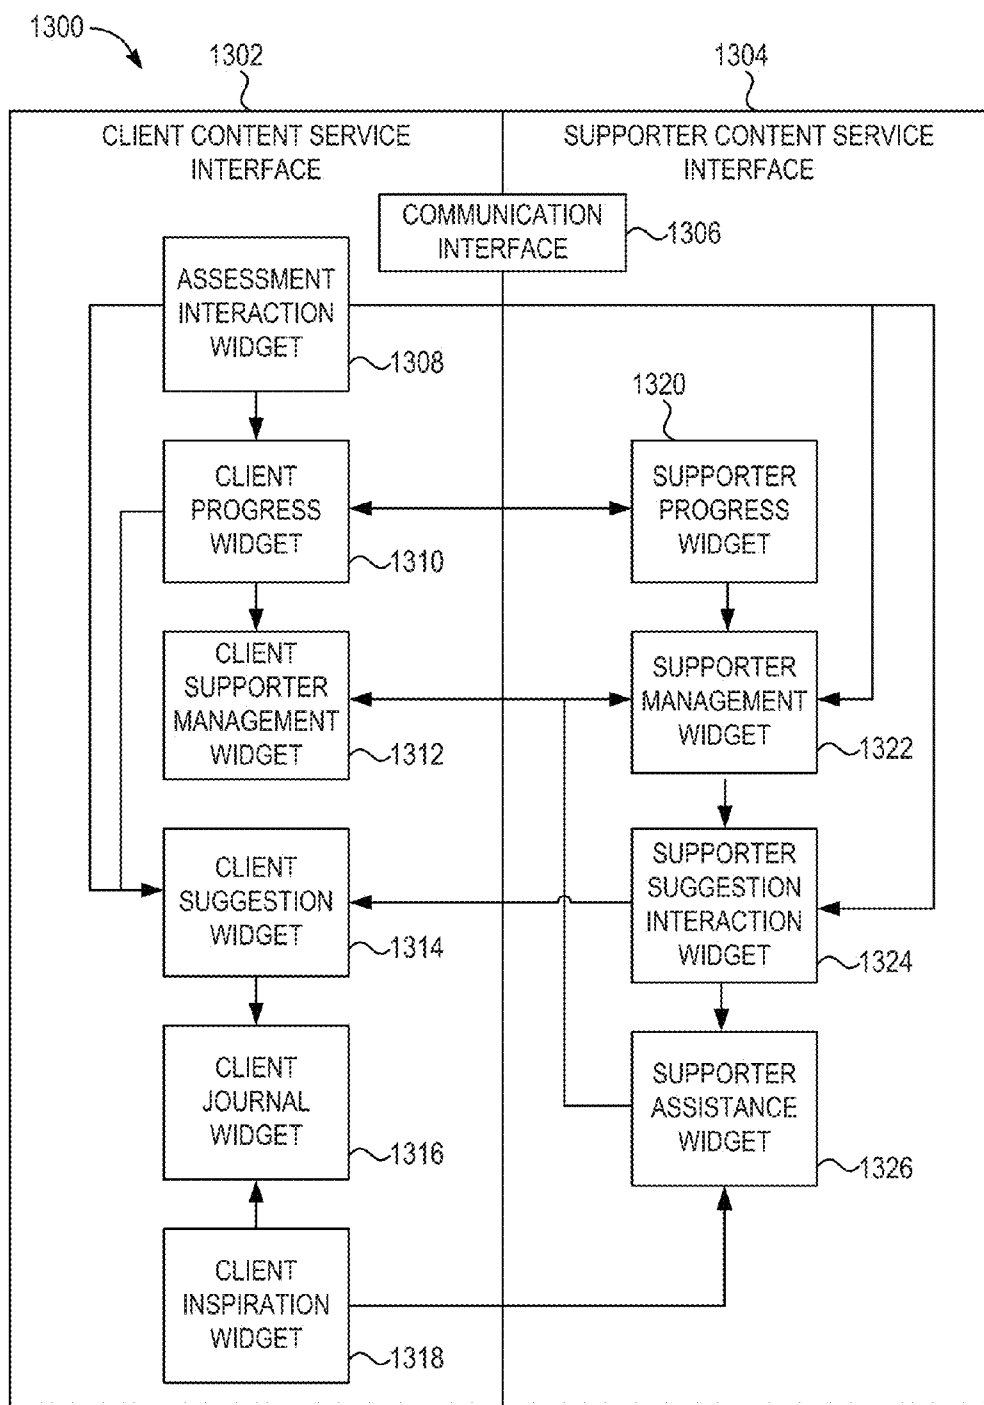 1300
1302
1304
CLIENT CONTENT SERVICE
INTERFACE
SUPPORTER CONTENT SERVICE
INTERFACE
COMMUNICATION
INTERFACE
1306
ASSESSMENT
INTERACTION
WIDGET
1308
1320
CLIENT
PROGRESS
WIDGET
1310
SUPPORTER
PROGRESS
WIDGET
CLIENT
SUPPORTER
MANAGEMENT
WIDGET
1312
SUPPORTER
MANAGEMENT
WIDGET
1322
CLIENT
SUGGESTION
WIDGET
1314
SUPPORTER
SUGGESTION
INTERACTION
WIDGET
1324
CLIENT
JOURNAL
WIDGET
1316
SUPPORTER
ASSISTANCE
WIDGET
1326
CLIENT
INSPIRATION
WIDGET
1318